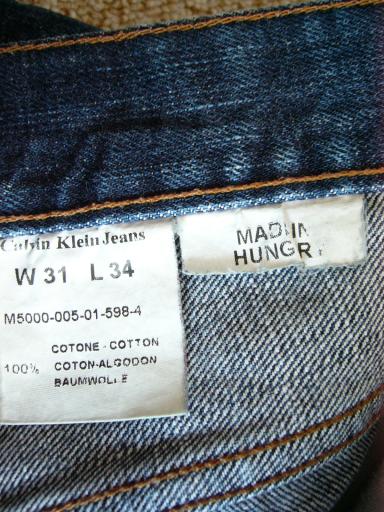 Calvin Klein Jeans
W 31 L 34
M5000-005-01-598-4
COTONE - COTTON
100% COTON-ALGODON
BAUMWOLLE
MADE IN
HUNGRY